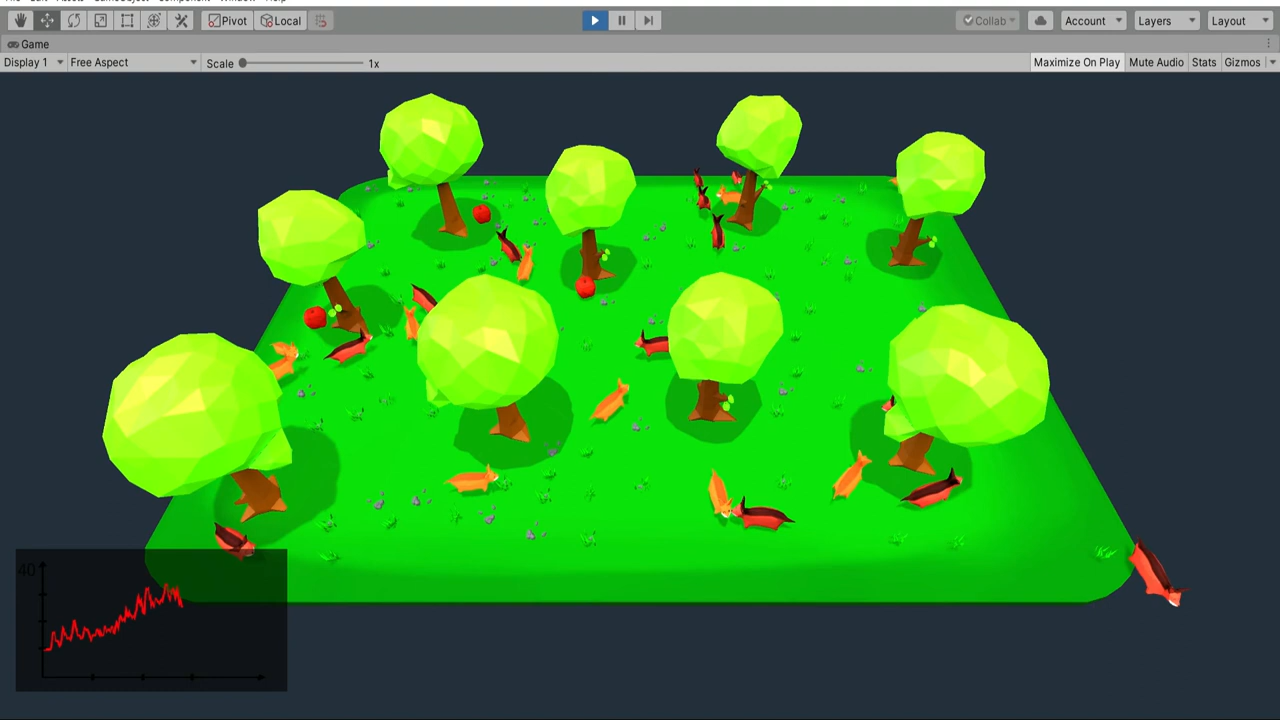 Pivot Local Collab Account Layers Layout
Game
Display 1 Free Aspect Scale 1x Maximize On Play Mute Audio Stats Gizmos
40